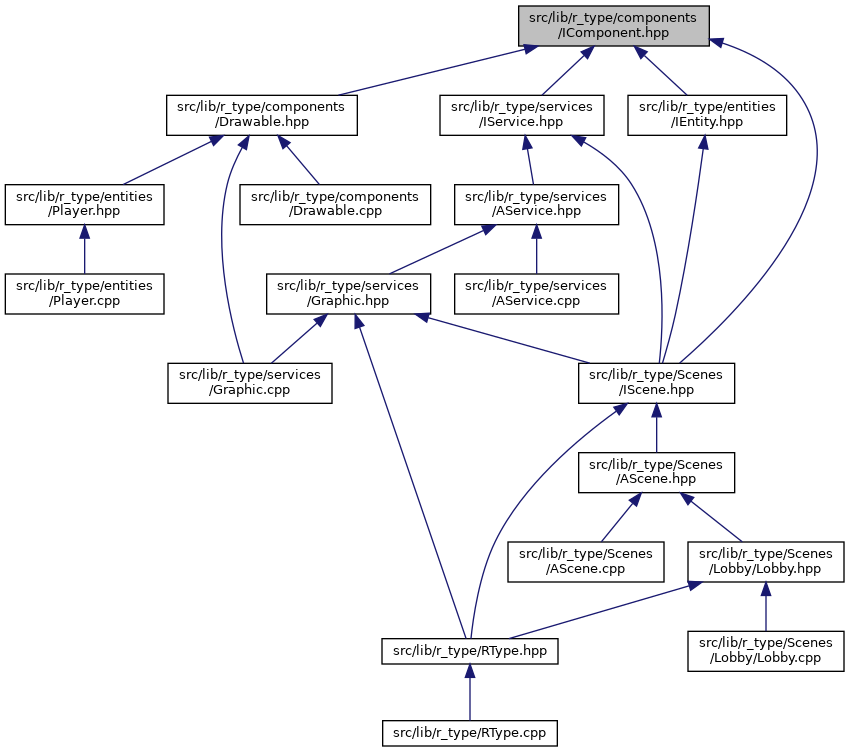 src/lib/r_type/components
/IComponent.hpp
src/lib/r_type/components
/Drawable.hpp
src/lib/r_type/services
/IService.hpp
src/lib/r_type/entities
/IEntity.hpp
src/lib/r_type/entities
/Player.hpp
src/lib/r_type/components
/Drawable.cpp
src/lib/r_type/services
/AService.hpp
src/lib/r_type/entities
/Player.cpp
src/lib/r_type/services
/Graphic.hpp
src/lib/r_type/services
/AService.cpp
src/lib/r_type/services
/Graphic.cpp
src/lib/r_type/Scenes
/IScene.hpp
src/lib/r_type/Scenes
/AScene.hpp
src/lib/r_type/Scenes
/AScene.cpp
src/lib/r_type/Scenes
/Lobby/Lobby.hpp
src/lib/r_type/RType.hpp
src/lib/r_type/Scenes
/Lobby/Lobby.cpp
src/lib/r_type/RType.cpp